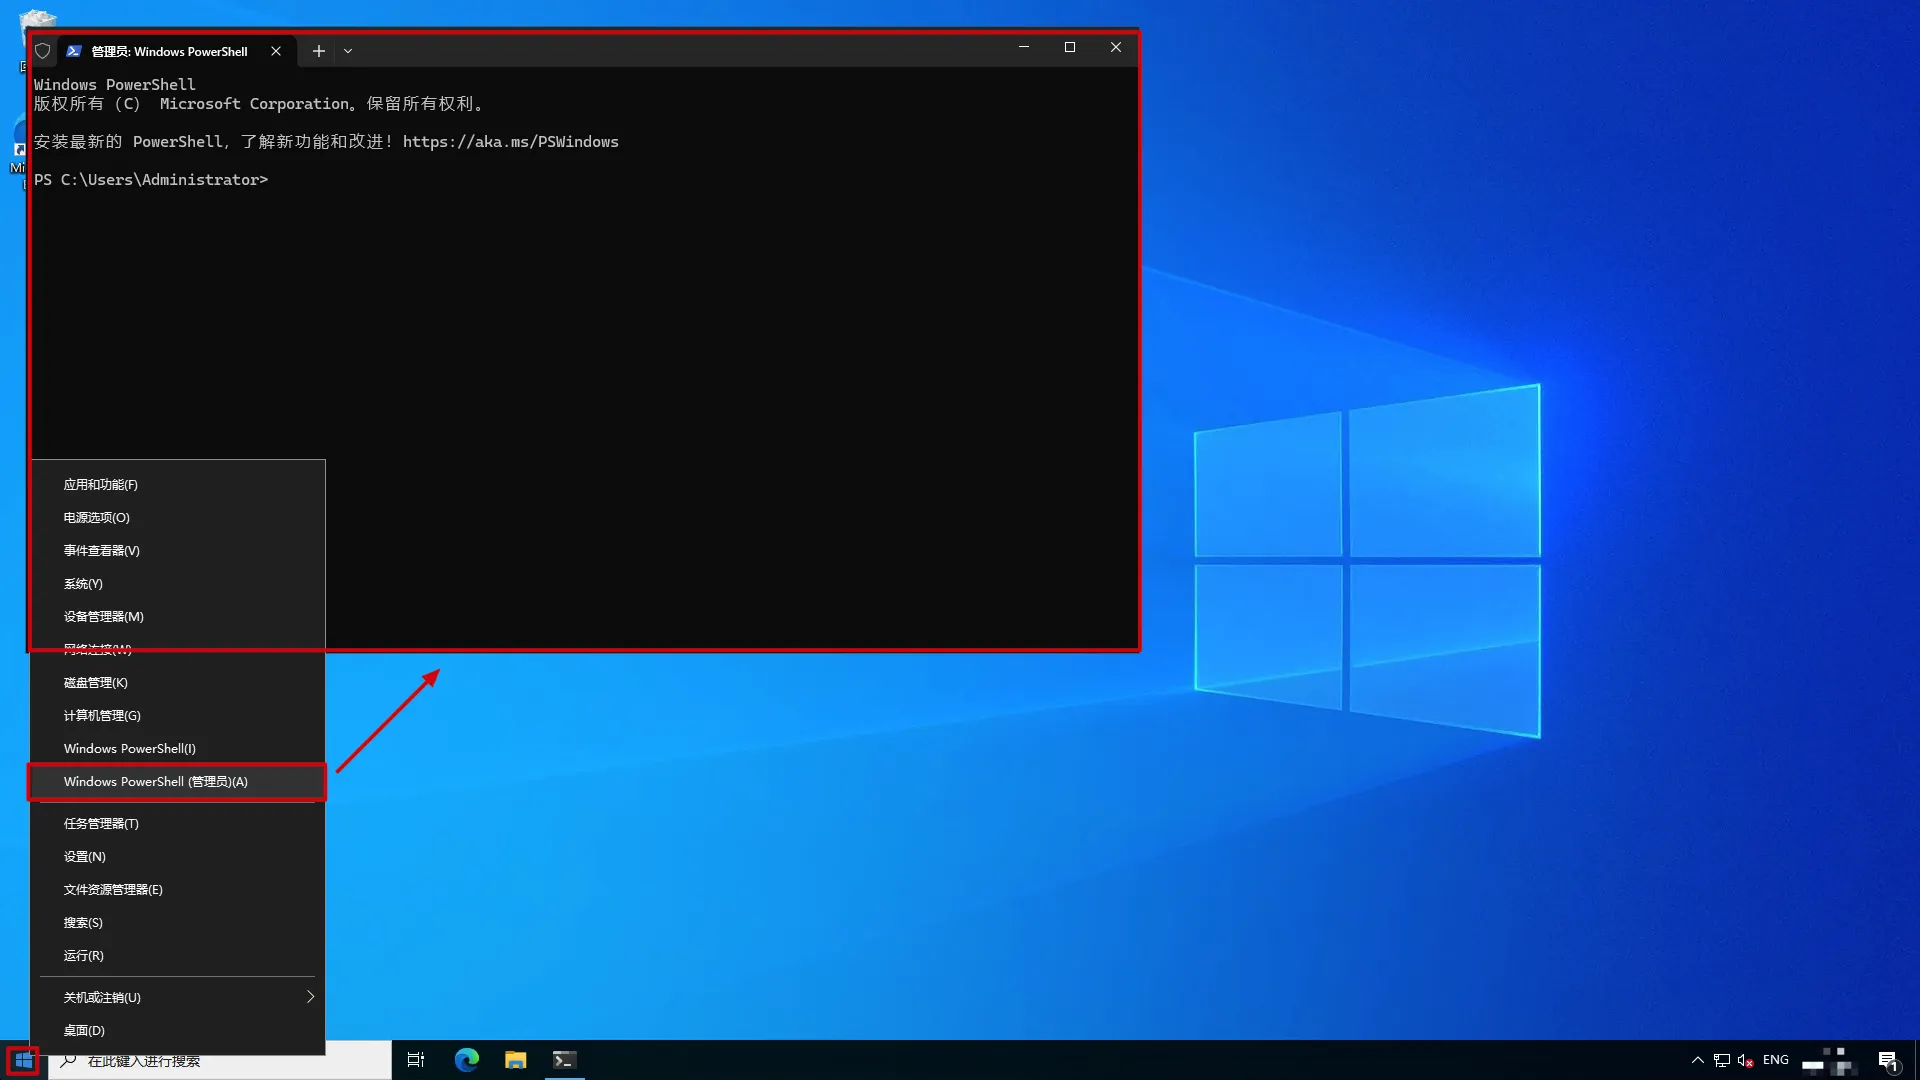 管理员: Windows PowerShell
Windows PowerShell
版权所有 (C) Microsoft Corporation。保留所有权利。
安装最新的 PowerShell，了解新功能和改进！https://aka.ms/PSWindows
PS C:\Users\Administrator>
应用和功能(F)
电源选项(O)
事件查看器(V)
系统(Y)
设备管理器(M)
网络连接(W)
磁盘管理(K)
计算机管理(G)
Windows PowerShell(I)
Windows PowerShell (管理员)(A)
任务管理器(T)
设置(N)
文件资源管理器(E)
搜索(S)
运行(R)
关机或注销(U)
桌面(D)
在此键入进行搜索
ENG
1